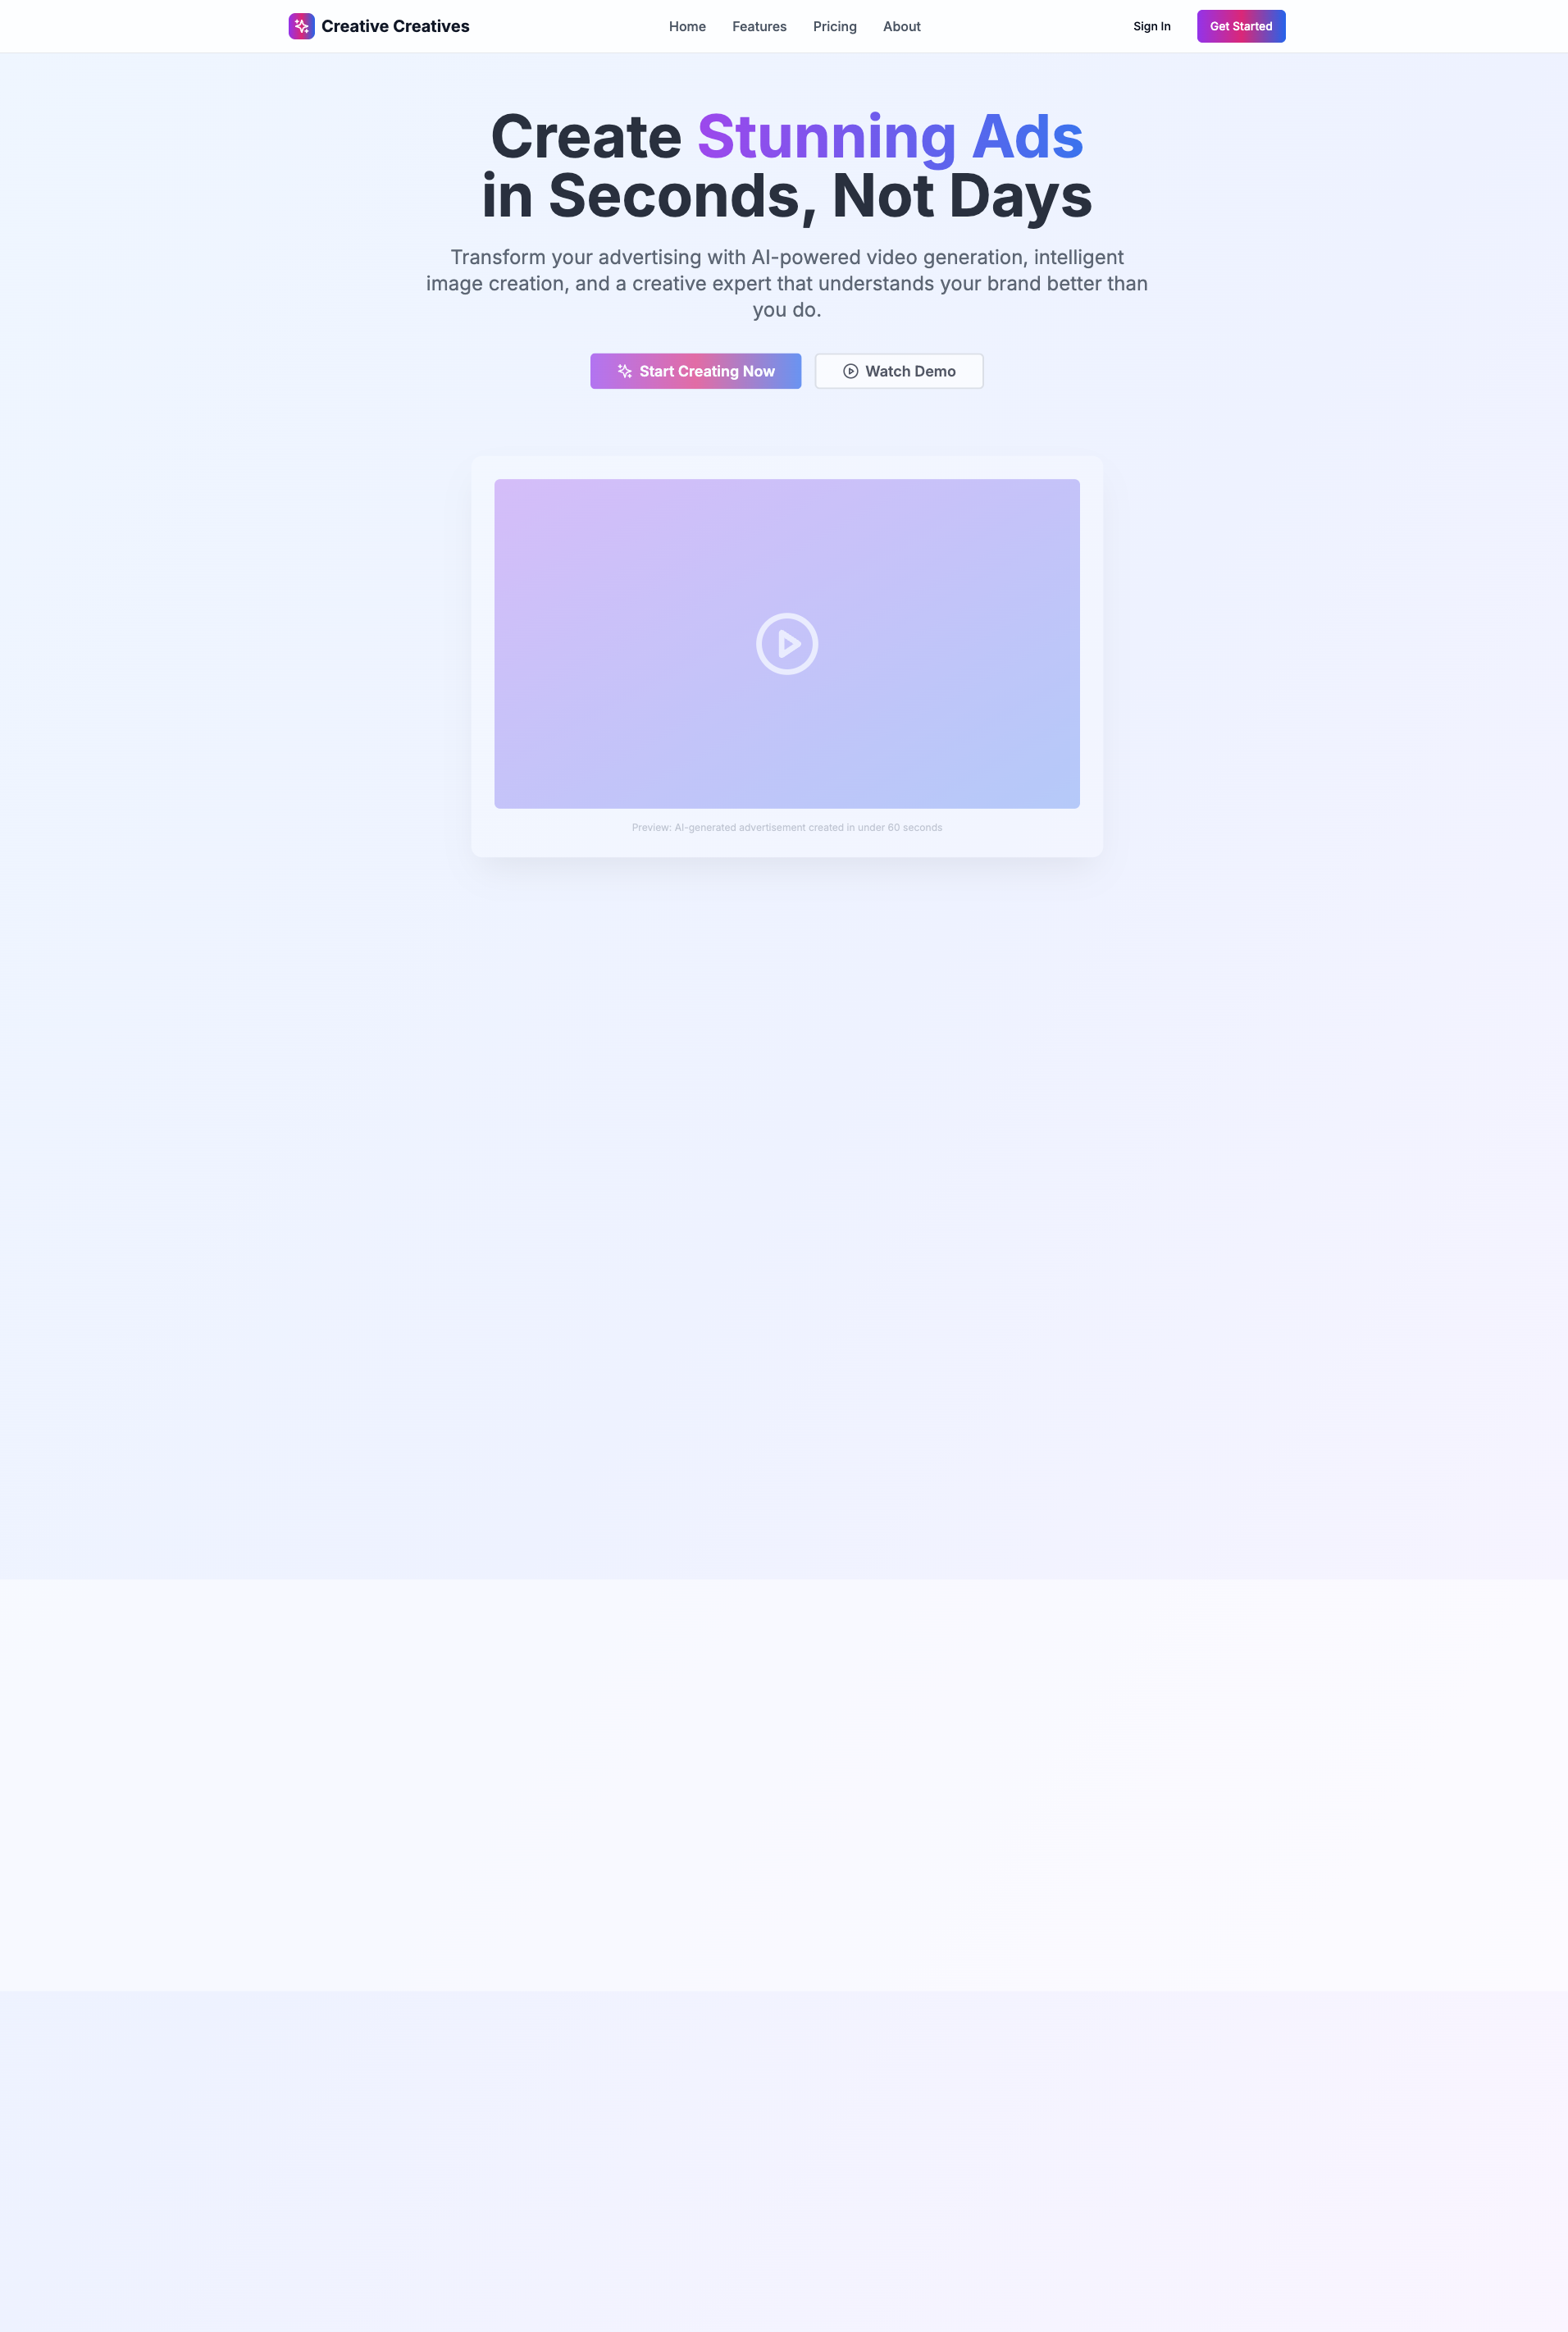 Creative Creatives
Home
Features
Pricing
About
Sign In
Get Started
Create Stunning Ads
in Seconds, Not Days
Transform your advertising with AI-powered video generation, intelligent
image creation, and a creative expert that understands your brand better than
you do.
Start Creating Now
Watch Demo
Preview: AI-generated advertisement created in under 60 seconds